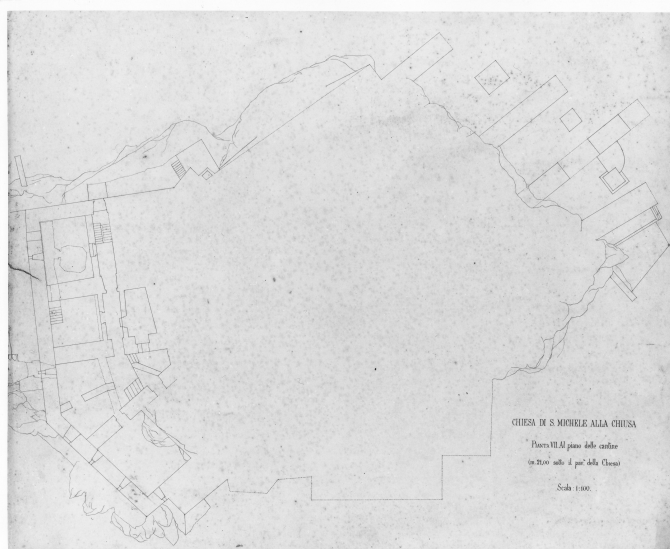 CHIESA DI S. MICHELE ALLA CHIUSA
PIANTA VII. Al piano delle cantine
(m. 21,00 sotto il pav.º della Chiesa)
Scala 1:100.